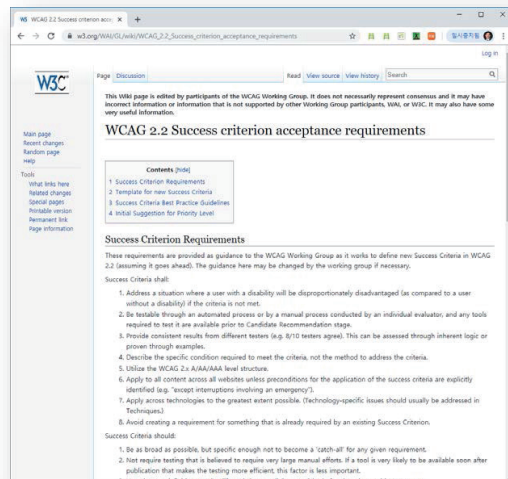 W3 WCAG 2.2 Success criterion acce
w3.org/WAI/GL/wiki/WCAG_2.2_Success_criterion_acceptance_requirements
일시중지됨
Log in
W3C
Page Discussion
Read View source View history Search
This Wiki page is edited by participants of the WCAG Working Group. It does not necessarily represent consensus and it may have
incorrect information or information that is not supported by other Working Group participants, WAI, or W3C. It may also have some
very useful information.
WCAG 2.2 Success criterion acceptance requirements
Main page
Recent changes
Random page
Help
Tools
What links here
Related changes
Special pages
Printable version
Permanent link
Page information
Contents [hide]
1 Success Criterion Requirements
2 Template for new Success Criteria
3 Success Criteria Best Practice Guidelines
4 Initial Suggestion for Priority Level
Success Criterion Requirements
These requirements are provided as guidance to the WCAG Working Group as it works to define new Success Criteria in WCAG
2.2 (assuming it goes ahead). The guidance here may be changed by the working group if necessary.
Success Criteria shall:
1. Address a situation where a user with a disability will be disproportionately disadvantaged (as compared to a user
without a disability) if the criteria is not met.
2. Be testable through an automated process or by a manual process conducted by an individual evaluator, and any tools
required to test it are available prior to Candidate Recommendation stage.
3. Provide consistent results from different testers (e.g. 8/10 testers agree). This can be assessed through inherent logic or
proven through examples.
4. Describe the specific condition required to meet the criteria, not the method to address the criteria.
5. Utilize the WCAG 2.x A/AA/AAA level structure.
6. Apply to all content across all websites unless preconditions for the application of the success criteria are explicitly
identified (e.g. "except interruptions involving an emergency").
7. Apply across technologies to the greatest extent possible. (Technology-specific issues should usually be addressed in
Techniques.)
8. Avoid creating a requirement for something that is already required by an existing Success Criterion.
Success Criteria should:
1. Be as broad as possible, but specific enough not to become a 'catch-all' for any given requirement.
2. Not require testing that is believed to require very large manual efforts. If a tool is very likely to be available soon after
publication that makes the testing more efficient, this factor is less important.